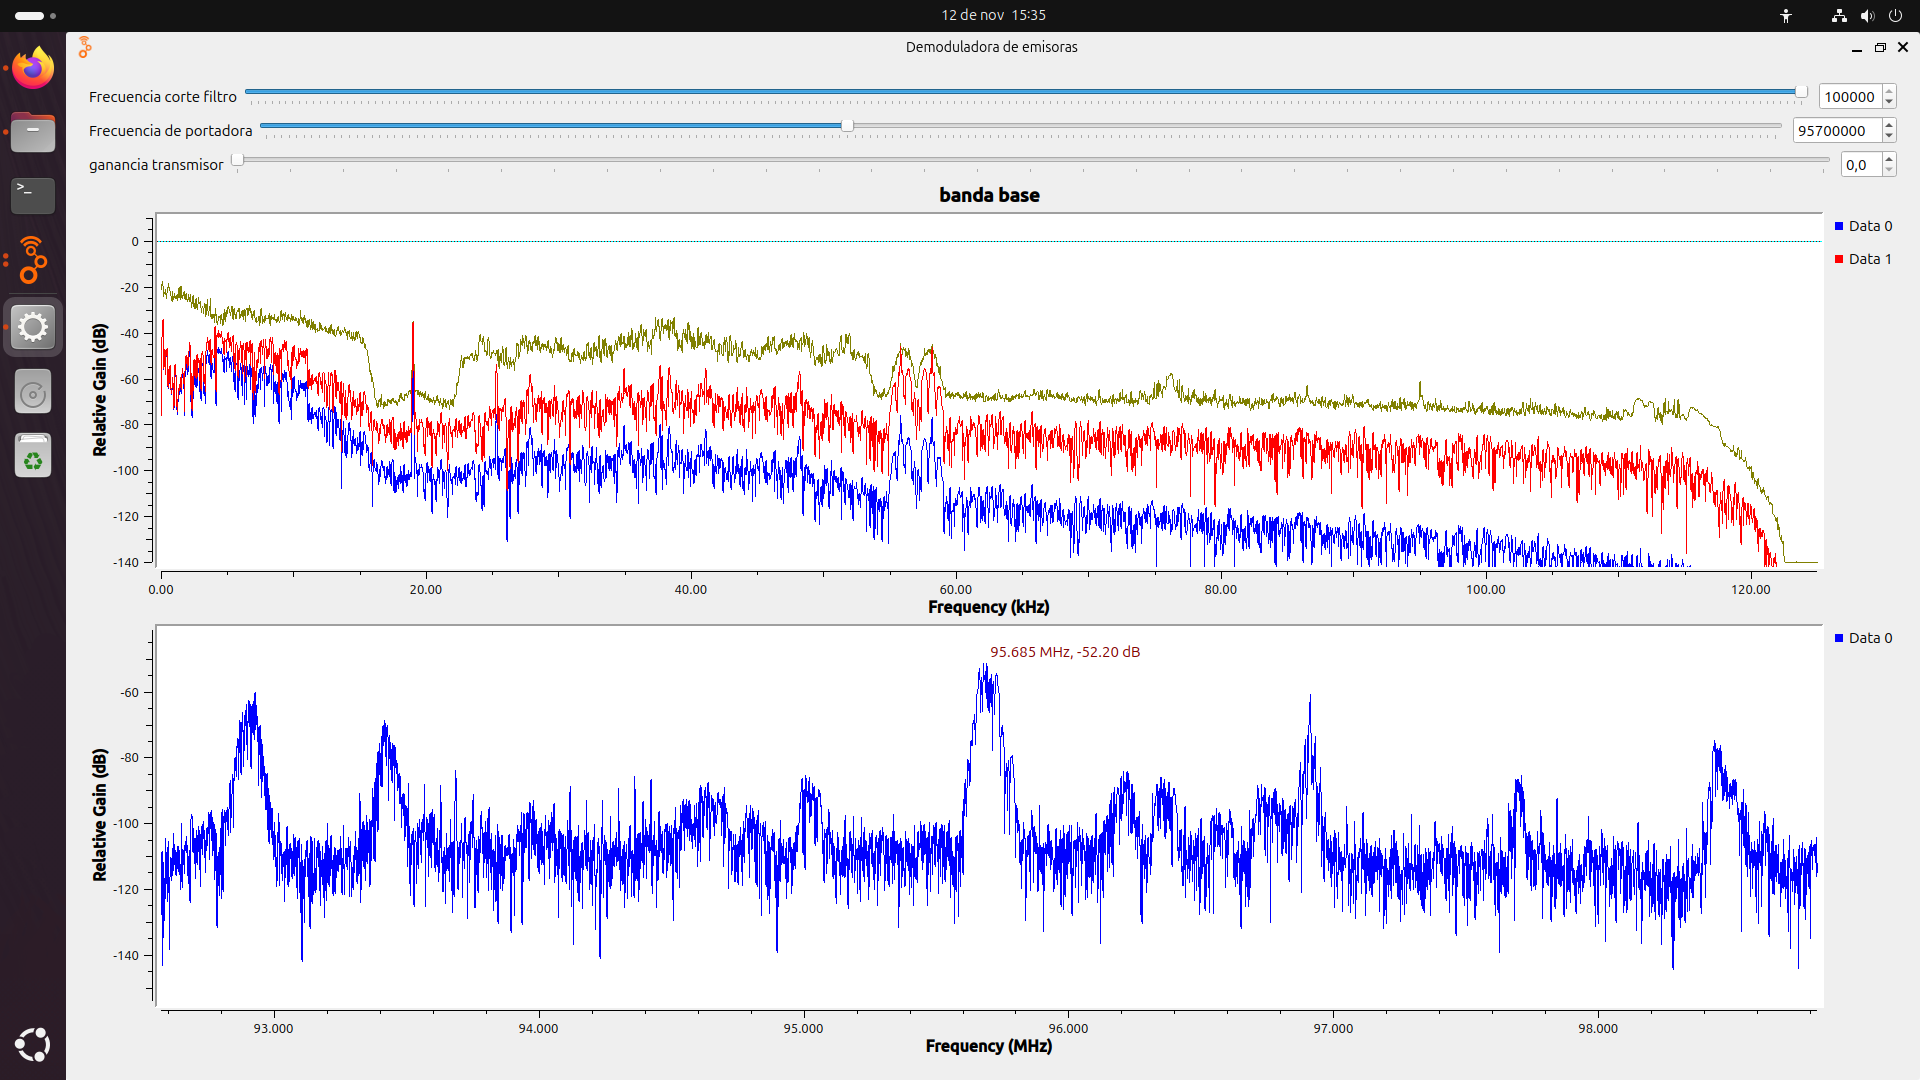 12 de nov 15:35
Demoduladora de emisoras
Frecuencia corte filtro 100000
Frecuencia de portadora 95700000
ganancia transmisor 0,0
banda base
Data 0
Data 1
Relative Gain (dB)
0
-20
-40
-60
-80
-100
-120
-140
0.00 20.00 40.00 60.00 80.00 100.00 120.00
Frequency (kHz)
Data 0
95.685 MHz, -52.20 dB
Relative Gain (dB)
-60
-80
-100
-120
-140
93.000 94.000 95.000 96.000 97.000 98.000
Frequency (MHz)
>_